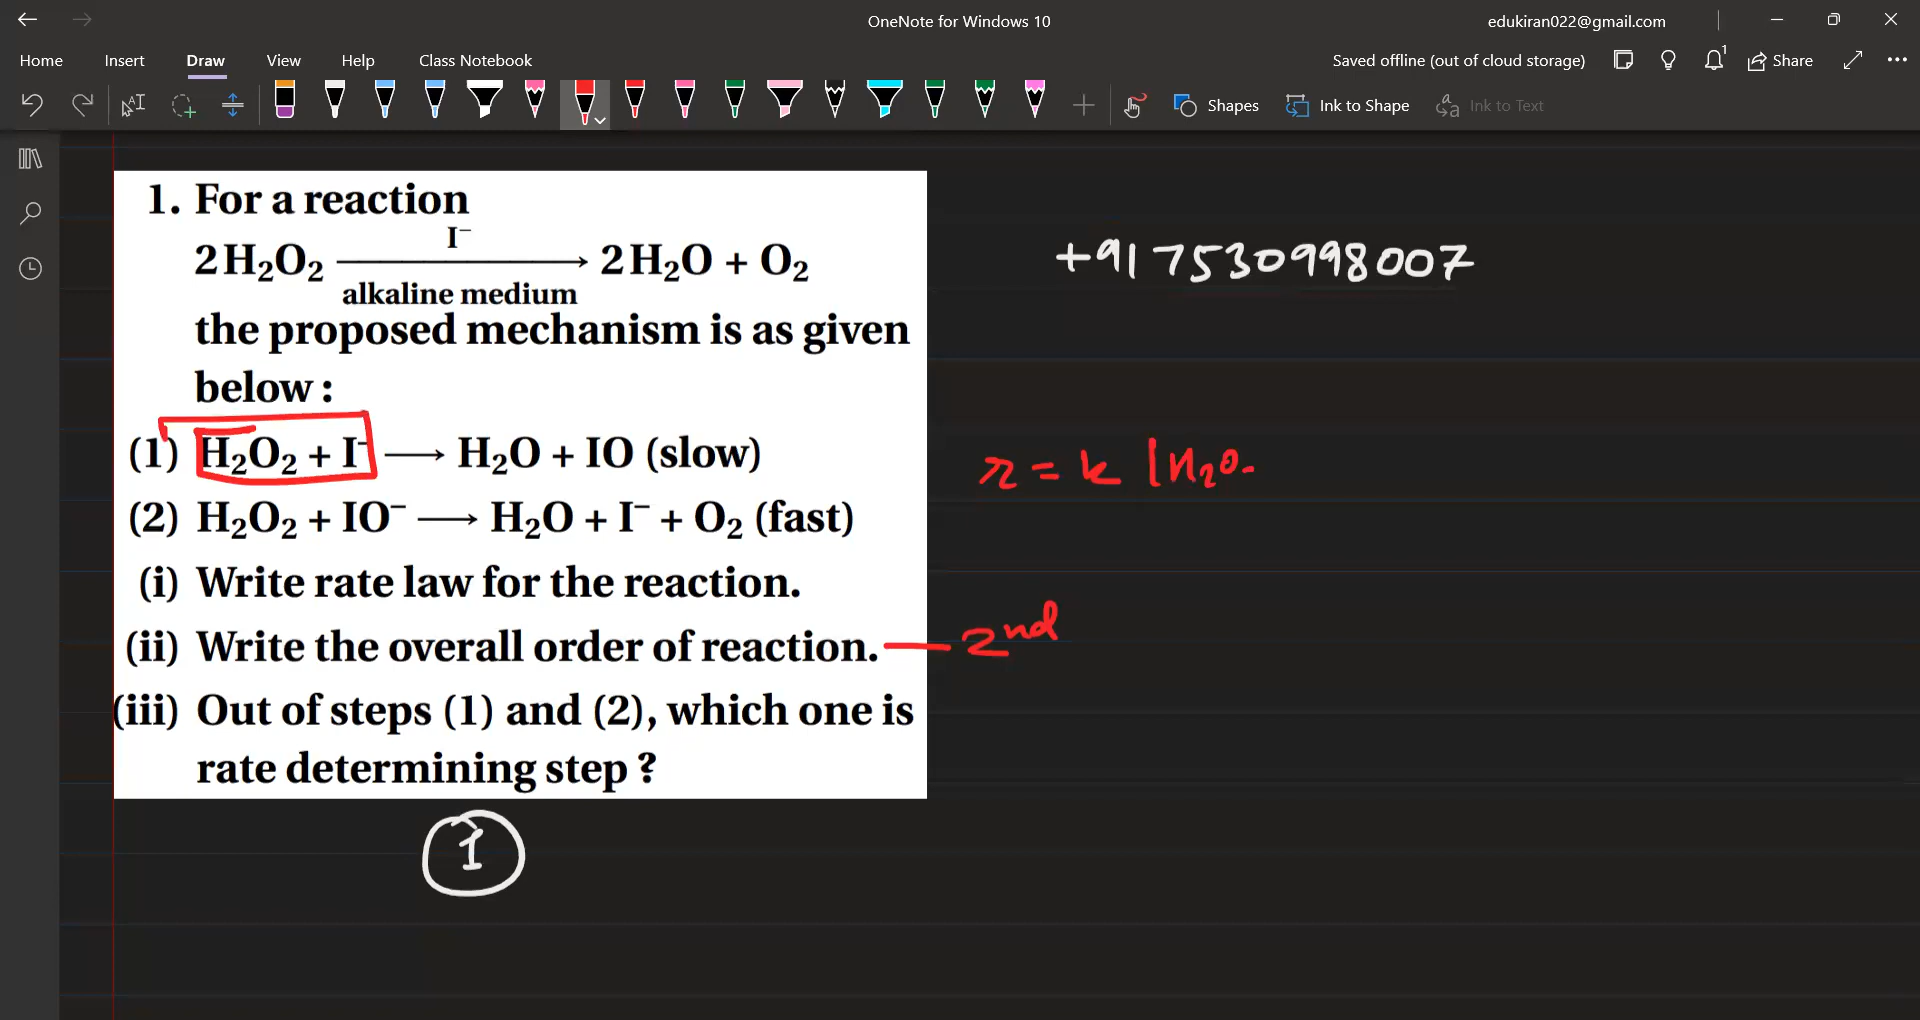 OneNote for Windows 10
edukiran022@gmail.com
Home Insert Draw View Help Class Notebook
Saved offline (out of cloud storage)
1
Share
Shapes
Ink to Shape
Ink to Text
1. For a reaction
I⁻
2H₂O₂ ⟶ 2H₂O + O₂
alkaline medium
the proposed mechanism is as given
below :
(1) H₂O₂ + I⁻ ⟶ H₂O + IO (slow)
(2) H₂O₂ + IO⁻ ⟶ H₂O + I⁻ + O₂ (fast)
(i) Write rate law for the reaction.
(ii) Write the overall order of reaction.
(iii) Out of steps (1) and (2), which one is
rate determining step ?
1
+917530998007
r = k [H₂O
2nd